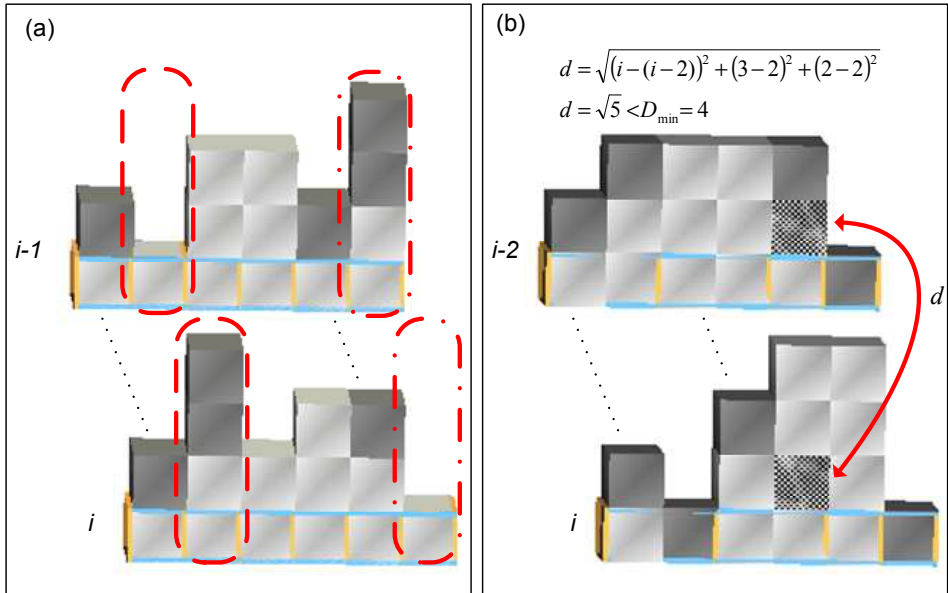 (a)
i-1
i
(b)
d = √(i−(i−2))² + (3−2)² + (2−2)²
d = √5 < D_min = 4
i-2
d
i